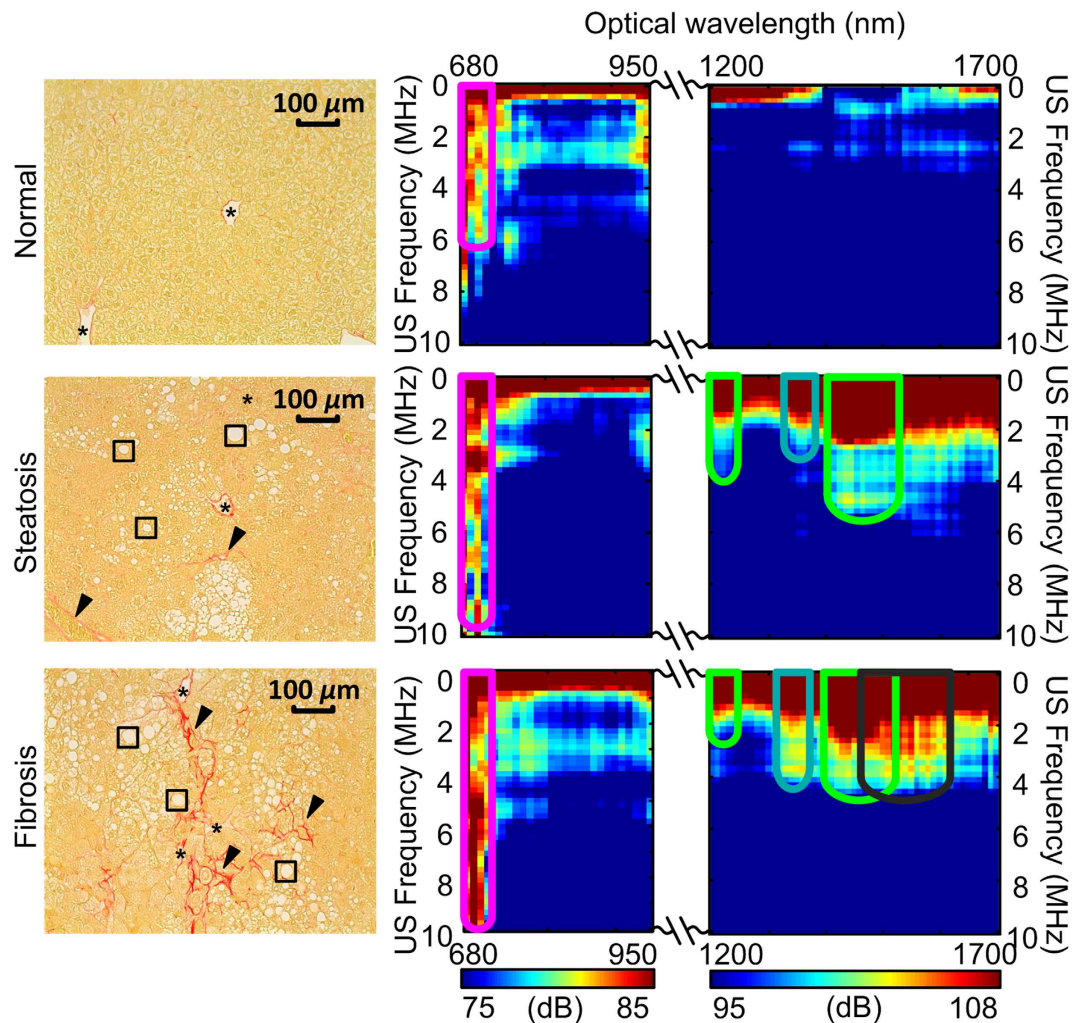 Optical wavelength (nm)
680 950 1200 1700
Normal
100 µm
*
*
US Frequency (MHz)
0
2
4
6
8
10
0
2
4
6
8
10
US Frequency (MHz)
Steatosis
100 µm
*
*
US Frequency (MHz)
0
2
4
6
8
10
0
2
4
6
8
10
US Frequency (MHz)
Fibrosis
100 µm
*
*
*
US Frequency (MHz)
0
2
4
6
8
10
0
2
4
6
8
10
US Frequency (MHz)
680 950 1200 1700
75 (dB) 85 95 (dB) 108